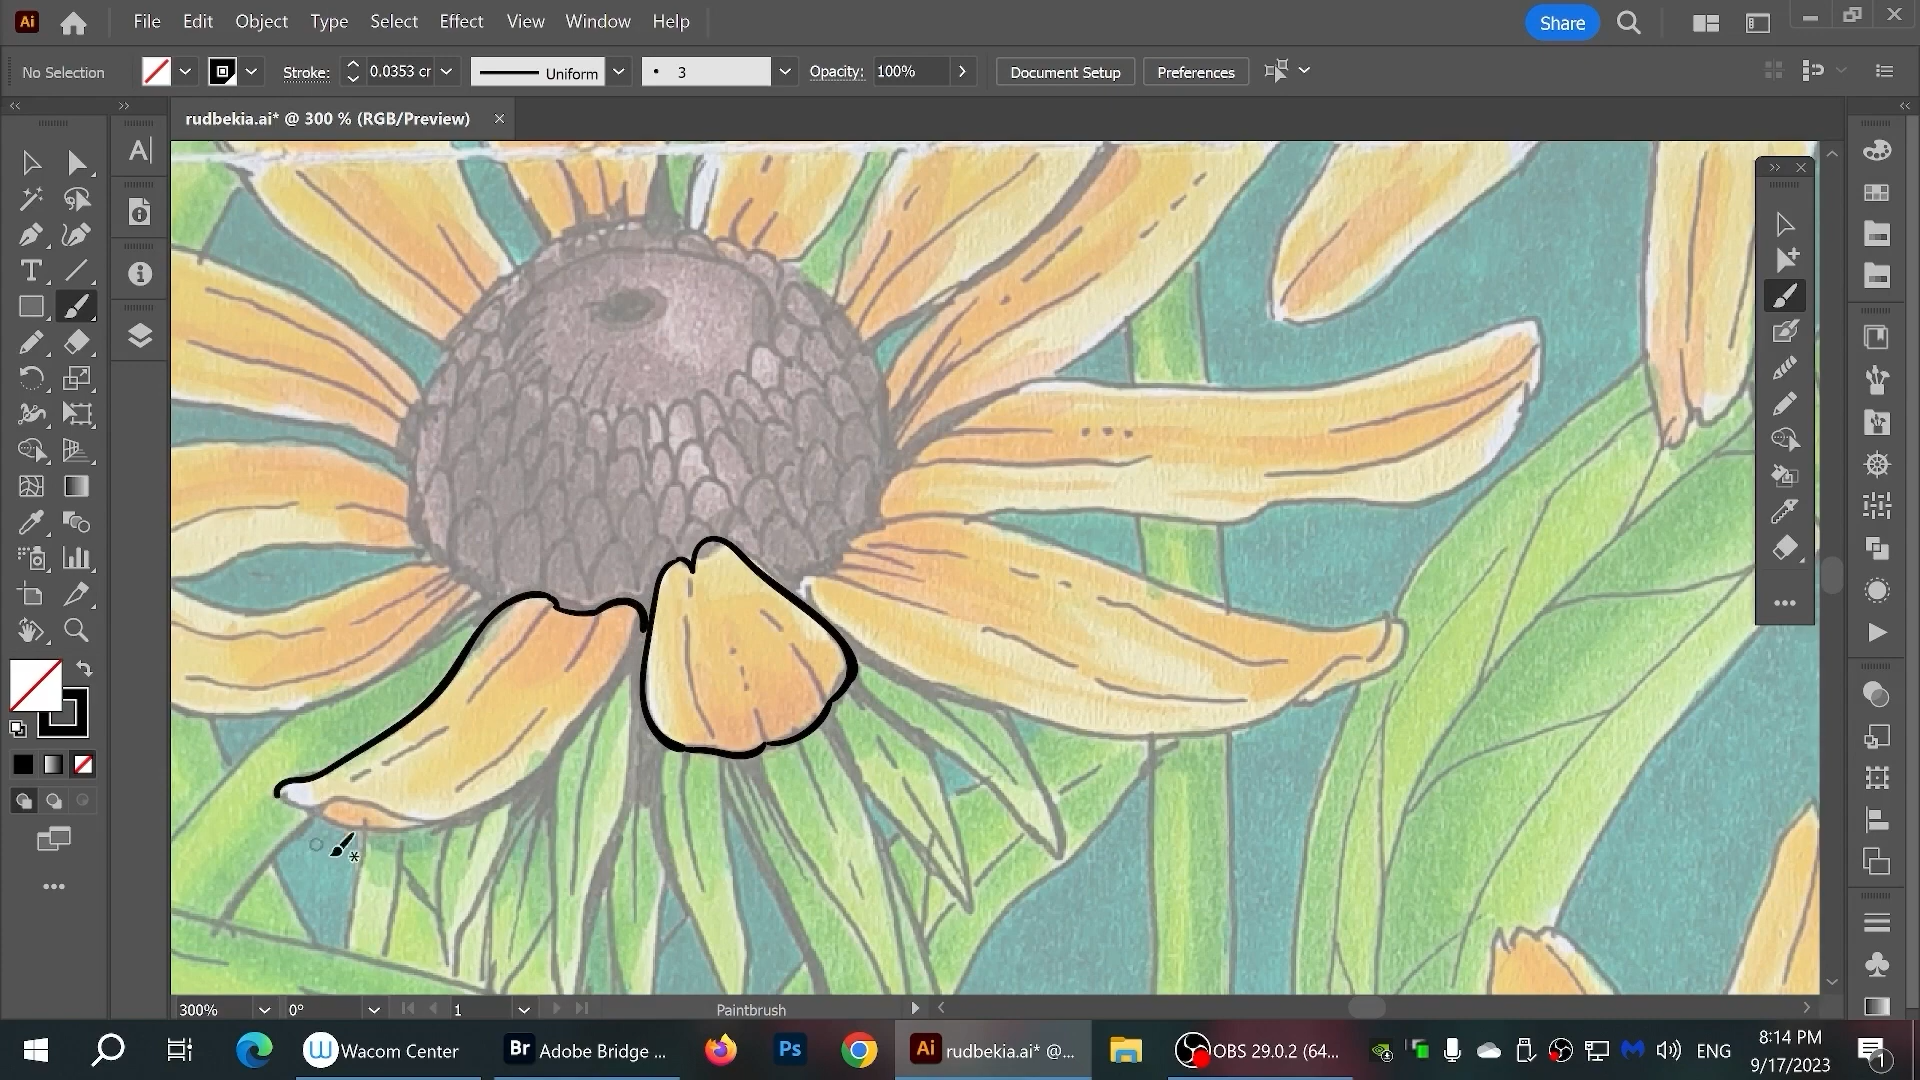 Ai File Edit Object Type Select Effect View Window Help Share
No Selection Stroke: 0.0353 cr Uniform 3 Opacity: 100% Document Setup Preferences
rudbekia.ai* @ 300 % (RGB/Preview)
A
T
300% 0° 1 Paintbrush
Wacom Center Br Adobe Bridge ... Ps Ai rudbekia.ai* @... OBS 29.0.2 (64... ENG 8:14 PM
9/17/2023 1